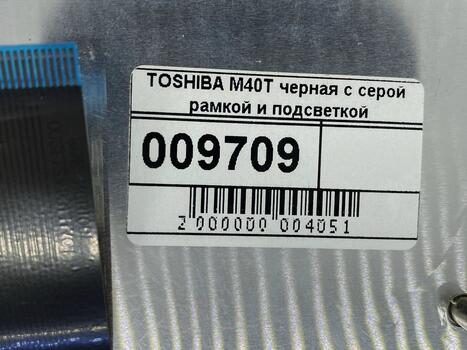 TOSHIBA M40T черная с серой
рамкой и подсветкой
009709
2 000000 004051